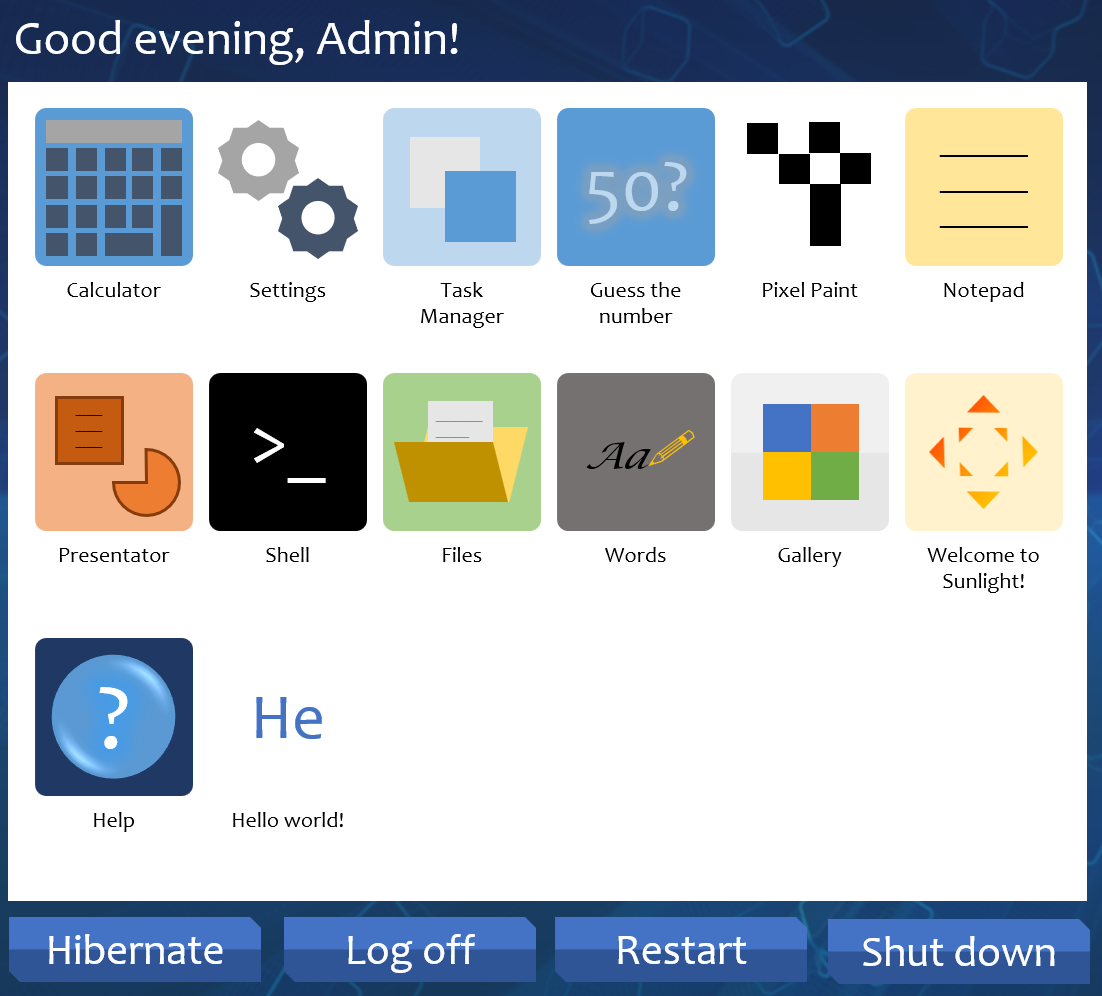 Good evening, Admin!
50?
Calculator
Settings
Task
Manager
Guess the
number
Pixel Paint
Notepad
>_
Aa
Presentator
Shell
Files
Words
Gallery
Welcome to
Sunlight!
?
He
Help
Hello world!
Hibernate
Log off
Restart
Shut down